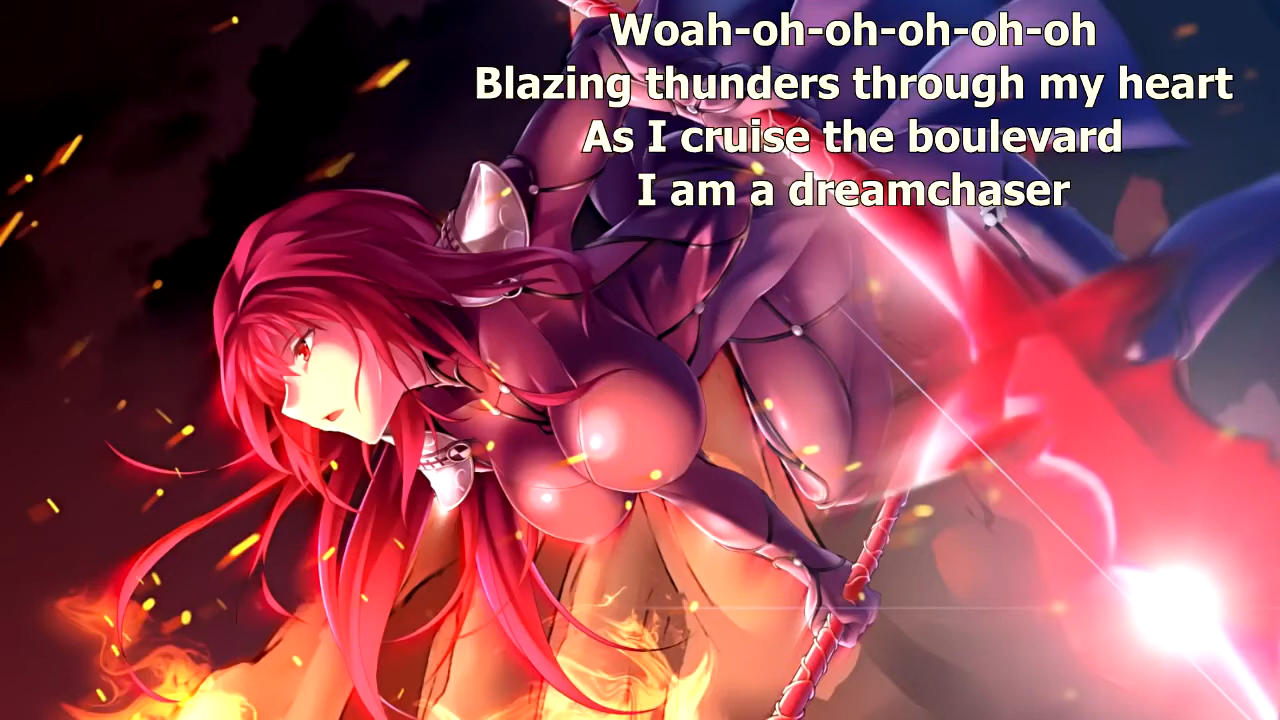 Woah-oh-oh-oh-oh-oh
Blazing thunders through my heart
As I cruise the boulevard
I am a dreamchaser